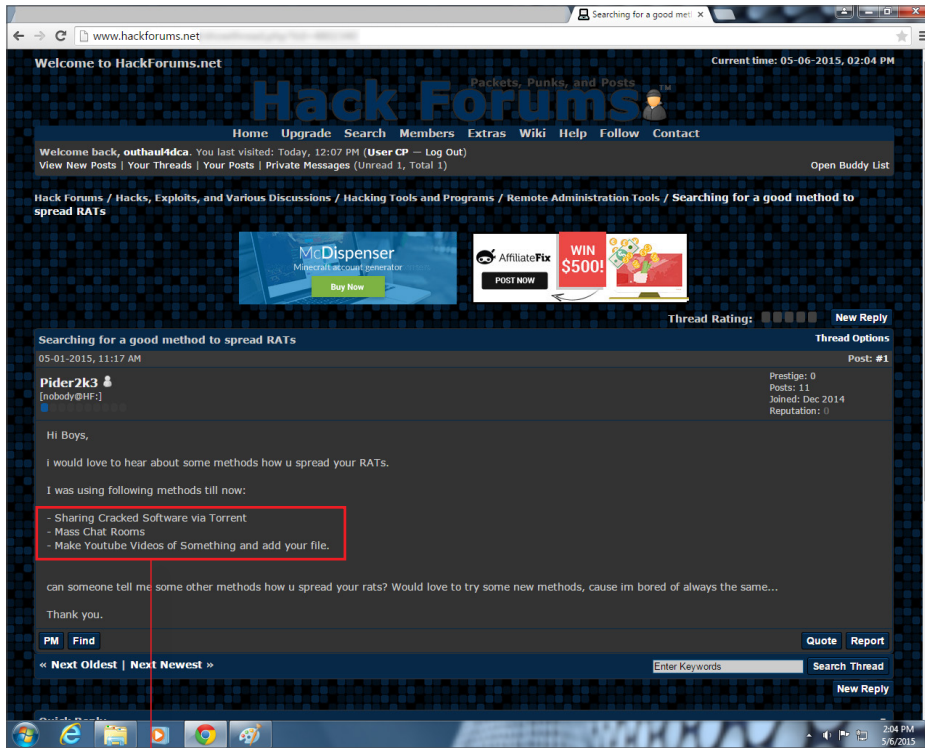 Searching for a good met
www.hackforums.net
Welcome to HackForums.net
Current time: 05-06-2015, 02:04 PM
Hack Forums TM
Packets, Punks, and Posts
Home Upgrade Search Members Extras Wiki Help Follow Contact
Welcome back, outhaul4dca. You last visited: Today, 12:07 PM (User CP — Log Out)
View New Posts | Your Threads | Your Posts | Private Messages (Unread 1, Total 1)
Open Buddy List
Hack Forums / Hacks, Exploits, and Various Discussions / Hacking Tools and Programs / Remote Administration Tools / Searching for a good method to
spread RATs
McDispenser
Minecraft account generator
Buy Now
AffiliateFix
POST NOW
WIN
$500!
Thread Rating:
New Reply
Searching for a good method to spread RATs
Thread Options
05-01-2015, 11:17 AM
Post: #1
Pider2k3
[nobody@HF:]
Prestige: 0
Posts: 11
Joined: Dec 2014
Reputation: 0
Hi Boys,
i would love to hear about some methods how u spread your RATs.
I was using following methods till now:
- Sharing Cracked Software via Torrent
- Mass Chat Rooms
- Make Youtube Videos of Something and add your file.
can someone tell me some other methods how u spread your rats? Would love to try some new methods, cause im bored of always the same...
Thank you.
PM Find
Quote Report
« Next Oldest | Next Newest »
Enter Keywords
Search Thread
New Reply
2:04 PM
5/6/2015